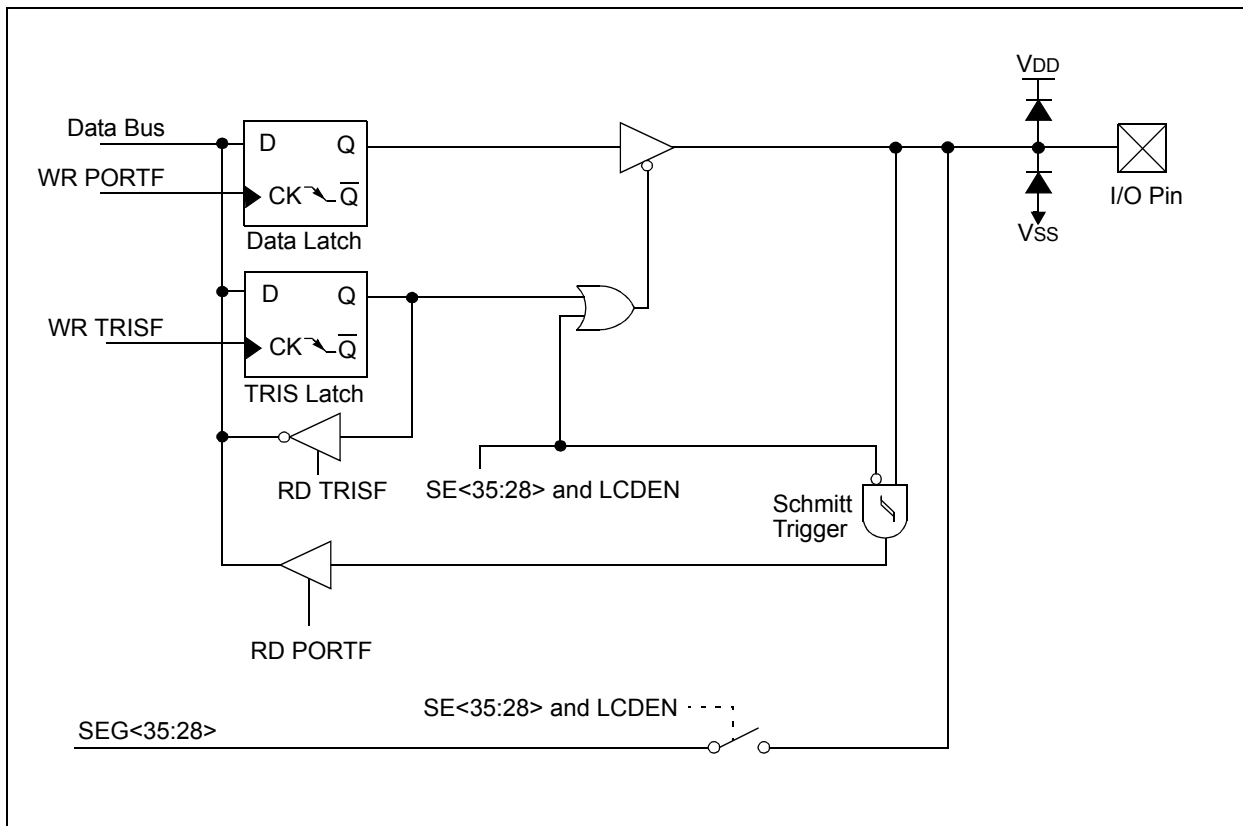 VDD
Data Bus
D Q
WR PORTF
CK Q̅
I/O Pin
Data Latch
VSS
D Q
WR TRISF
CK Q̅
TRIS Latch
RD TRISF
SE<35:28> and LCDEN
Schmitt
Trigger
RD PORTF
SE<35:28> and LCDEN
SEG<35:28>